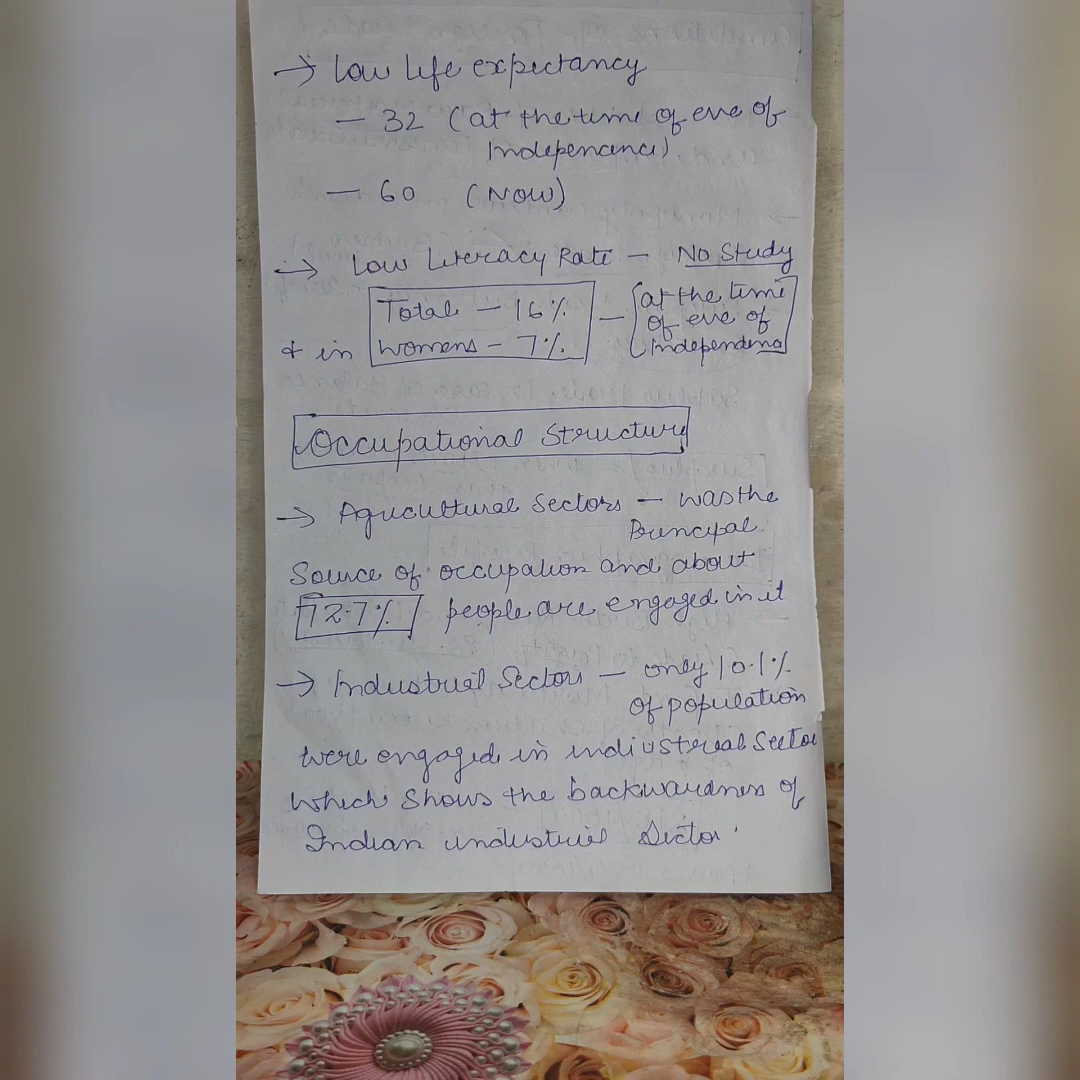 → Low life expectancy
— 32 (at the time of eve of
Independence)
— 60 (Now)
→ Low Literacy Rate — No Study
Total — 16% — (at the time
of eve of
& in womens — 7% independence)
Occupational Structure
→ Agricultural Sectors — was the
Principal
Source of occupation and about
72.7% people are engaged in it
→ Industrial Sectors — only 10.1%
of population
were engaged in industrial sector
which shows the backwardness of
Indian industrial Sector.